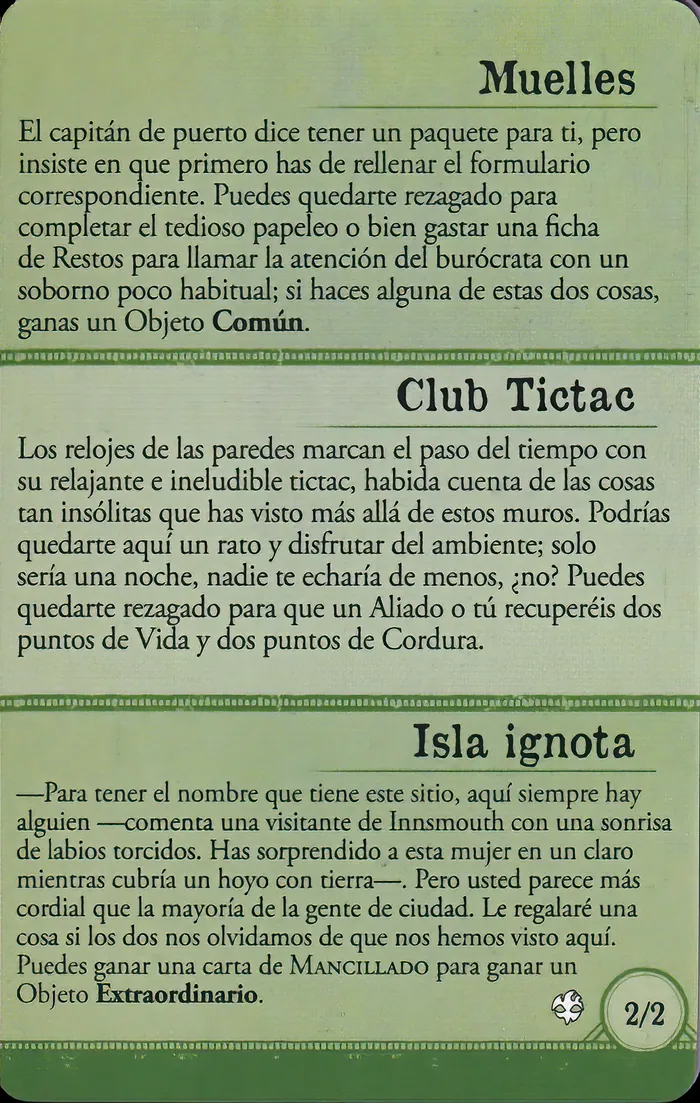 Muelles
El capitán de puerto dice tener un paquete para ti, pero
insiste en que primero has de rellenar el formulario
correspondiente. Puedes quedarte rezagado para
completar el tedioso papeleo o bien gastar una ficha
de Restos para llamar la atención del burócrata con un
soborno poco habitual; si haces alguna de estas dos cosas,
ganas un Objeto Común.
Club Tictac
Los relojes de las paredes marcan el paso del tiempo con
su relajante e ineludible tictac, habida cuenta de las cosas
tan insólitas que has visto más allá de estos muros. Podrías
quedarte aquí un rato y disfrutar del ambiente; solo
sería una noche, nadie te echaría de menos, ¿no? Puedes
quedarte rezagado para que un Aliado o tú recuperéis dos
puntos de Vida y dos puntos de Cordura.
Isla ignota
—Para tener el nombre que tiene este sitio, aquí siempre hay
alguien —comenta una visitante de Innsmouth con una sonrisa
de labios torcidos. Has sorprendido a esta mujer en un claro
mientras cubría un hoyo con tierra—. Pero usted parece más
cordial que la mayoría de la gente de ciudad. Le regalaré una
cosa si los dos nos olvidamos de que nos hemos visto aquí.
Puedes ganar una carta de MANCILLADO para ganar un
Objeto Extraordinario.
2/2